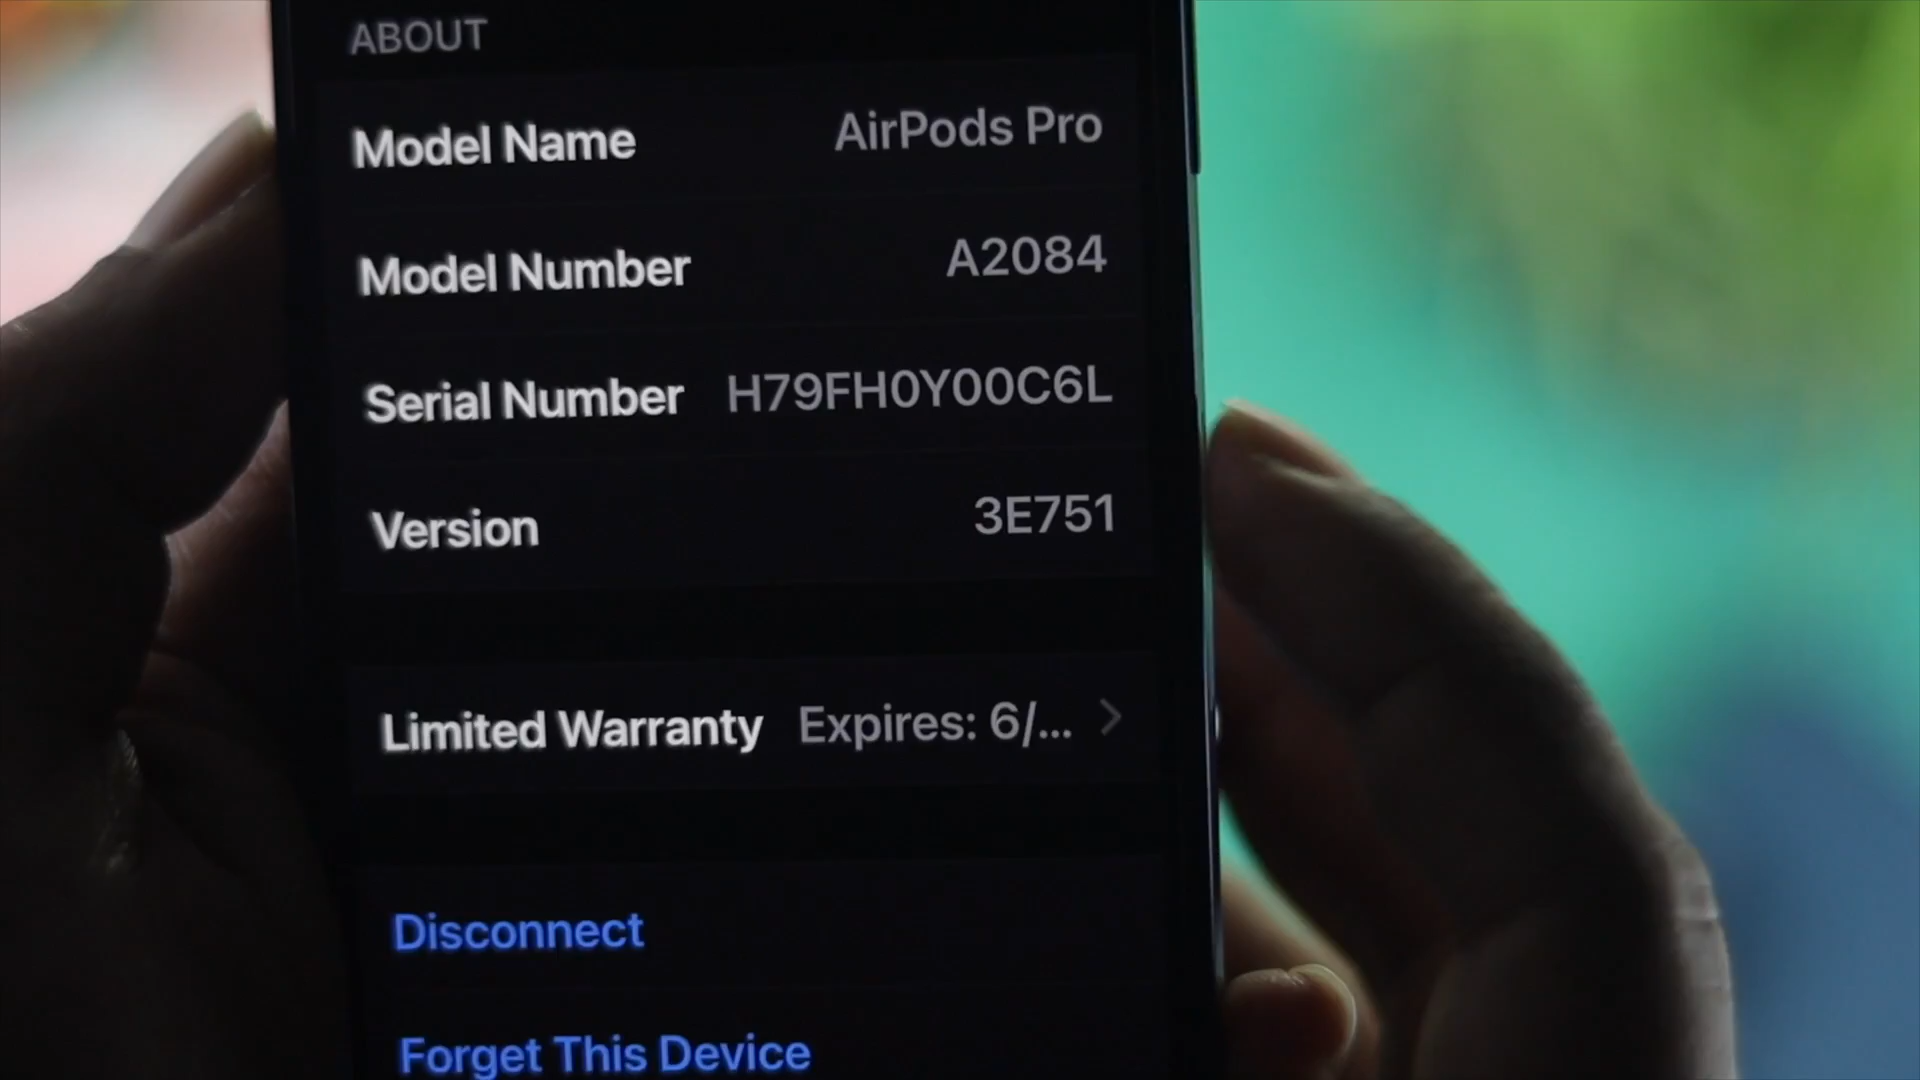 ABOUT
Model Name AirPods Pro
Model Number A2084
Serial Number H79FH0Y00C6L
Version 3E751
Limited Warranty Expires: 6/...
Disconnect
Forget This Device